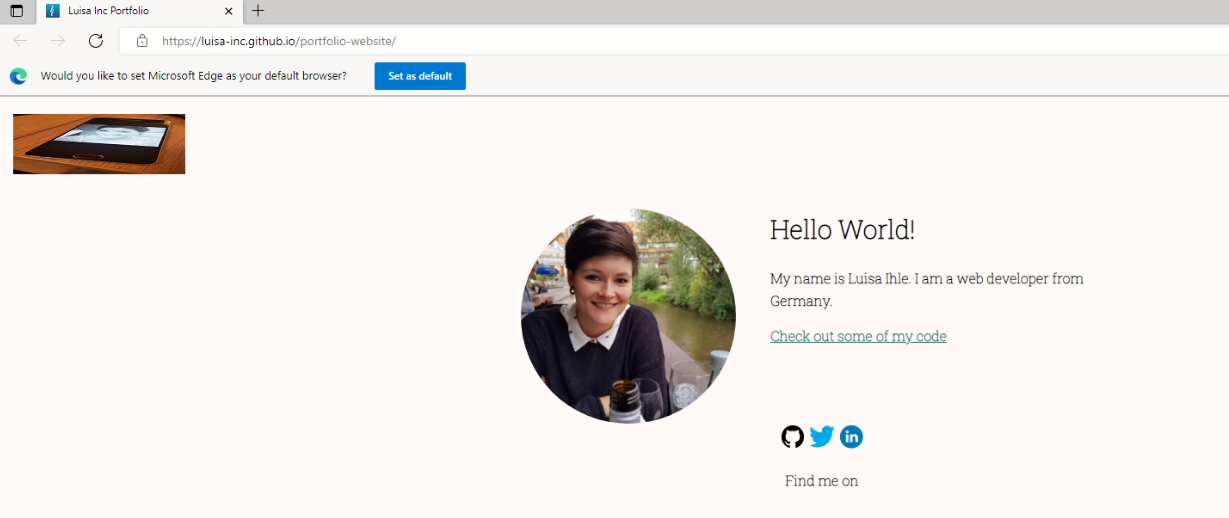 Luisa Inc Portfolio
https://luisa-inc.github.io/portfolio-website/
Would you like to set Microsoft Edge as your default browser?
Set as default
Hello World!
My name is Luisa Ihle. I am a web developer from
Germany.
Check out some of my code
in
Find me on